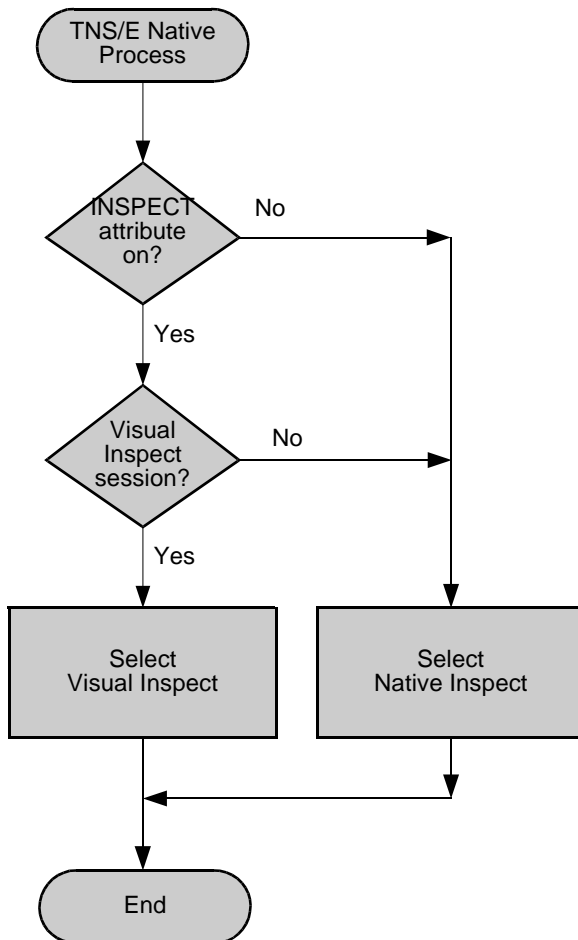 TNS/E Native
Process
INSPECT
attribute
on?
No
Yes
Visual
Inspect
session?
No
Yes
Select
Visual Inspect
Select
Native Inspect
End